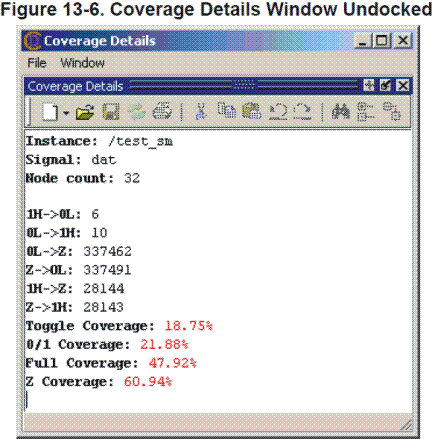 Figure 13-6. Coverage Details Window Undocked
Coverage Details
File Window
Coverage Details
Instance: /test_sm
Signal: dat
Node count: 32
1H->0L: 6
0L->1H: 10
0L->Z: 337462
Z->0L: 337491
1H->Z: 28144
Z->1H: 28143
Toggle Coverage: 18.75%
0/1 Coverage: 21.88%
Full Coverage: 47.92%
Z Coverage: 60.94%